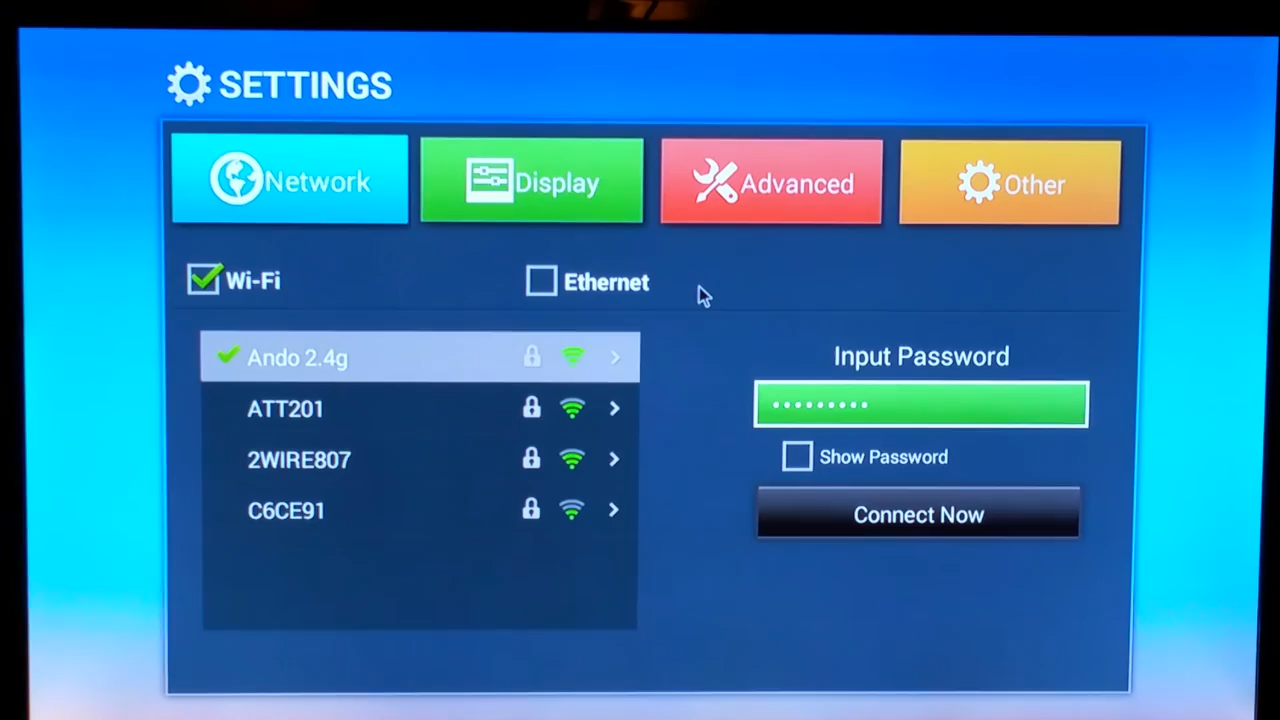 SETTINGS
Network Display Advanced Other
Wi-Fi Ethernet
Ando 2.4g
ATT201
2WIRE807
C6CE91
Input Password
•••••••••
Show Password
Connect Now